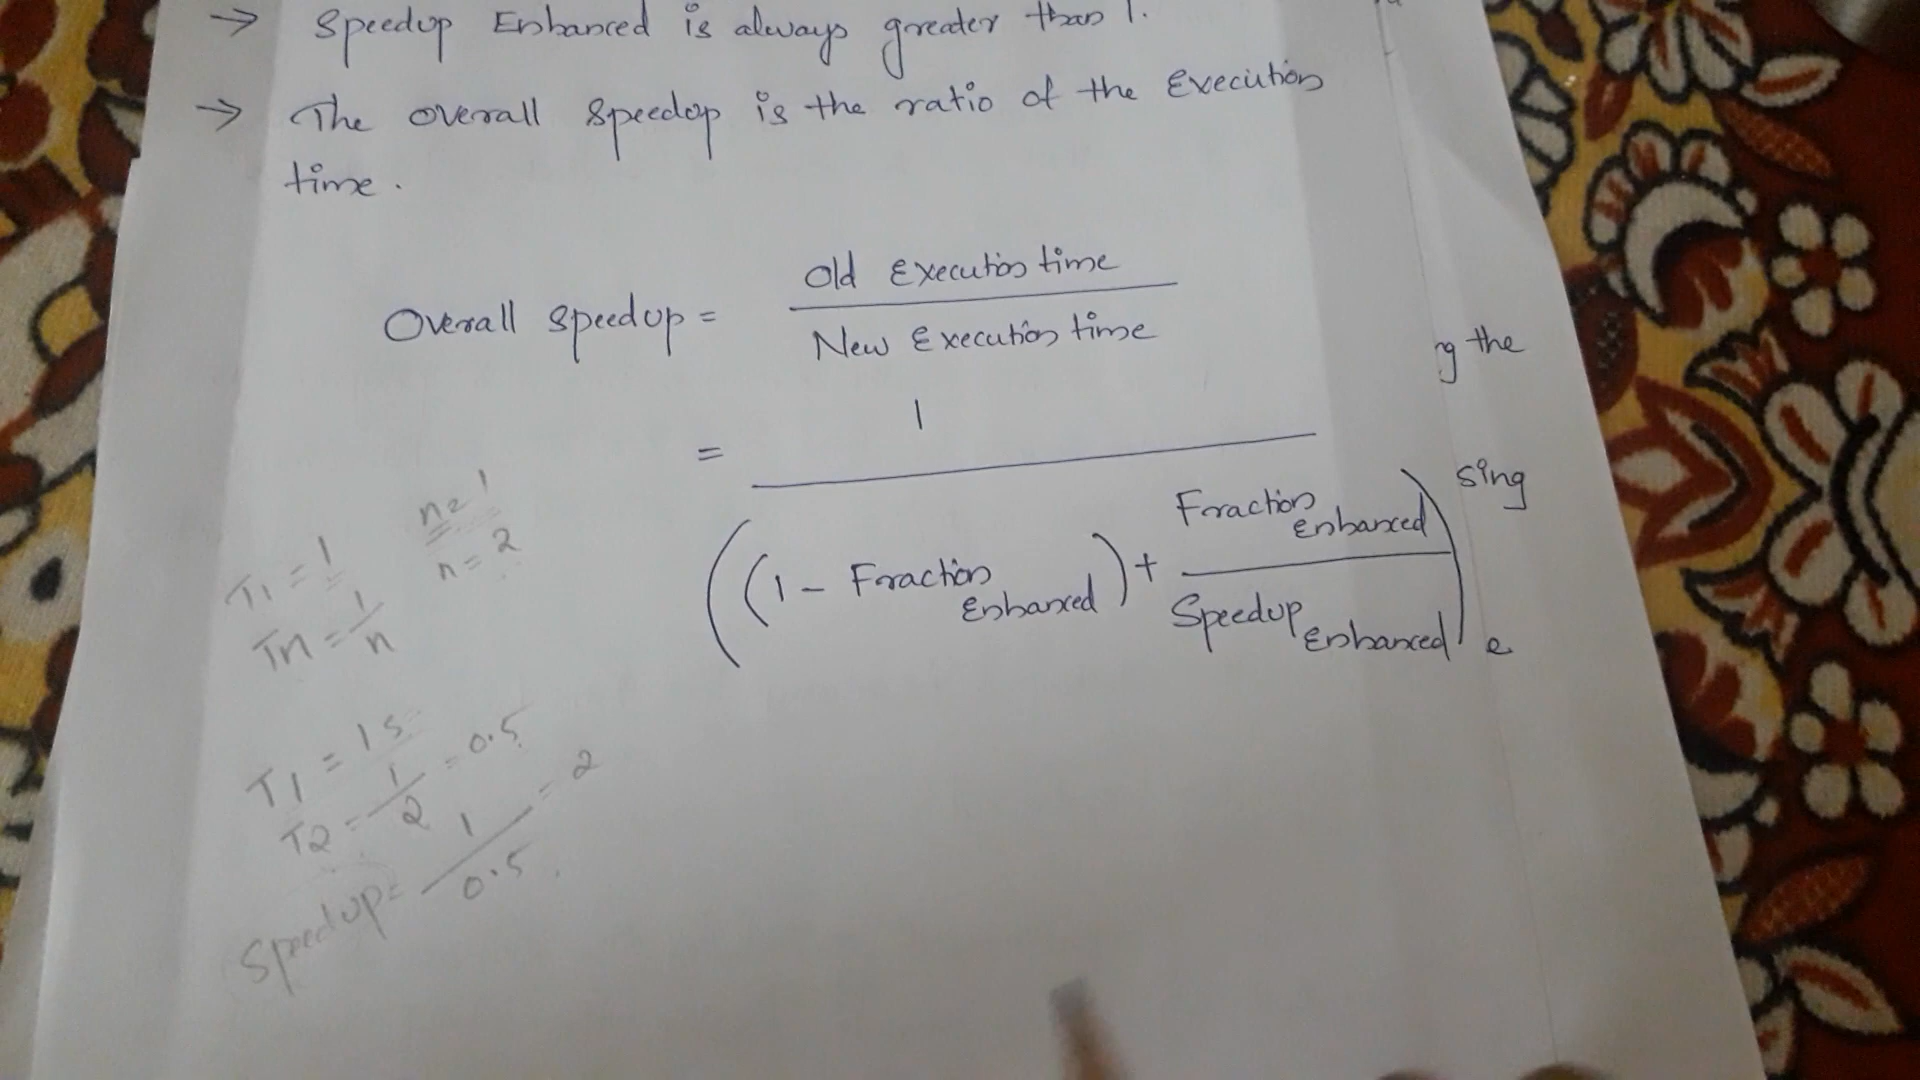 → Speedup Enhanced is always greater than 1.
→ The Overall Speedup is the ratio of the Execution
time.
Overall Speedup = Old Execution time / New Execution time
= 1 / ((1 - Fraction Enhanced) + Fraction Enhanced / Speedup Enhanced)
ng the
sing
e
T1 = 1
Tn = 1/n
n = 1
n = 2
T1 = 1s
T2 = 1/2 = 0.5
Speedup = 1/0.5 = 2